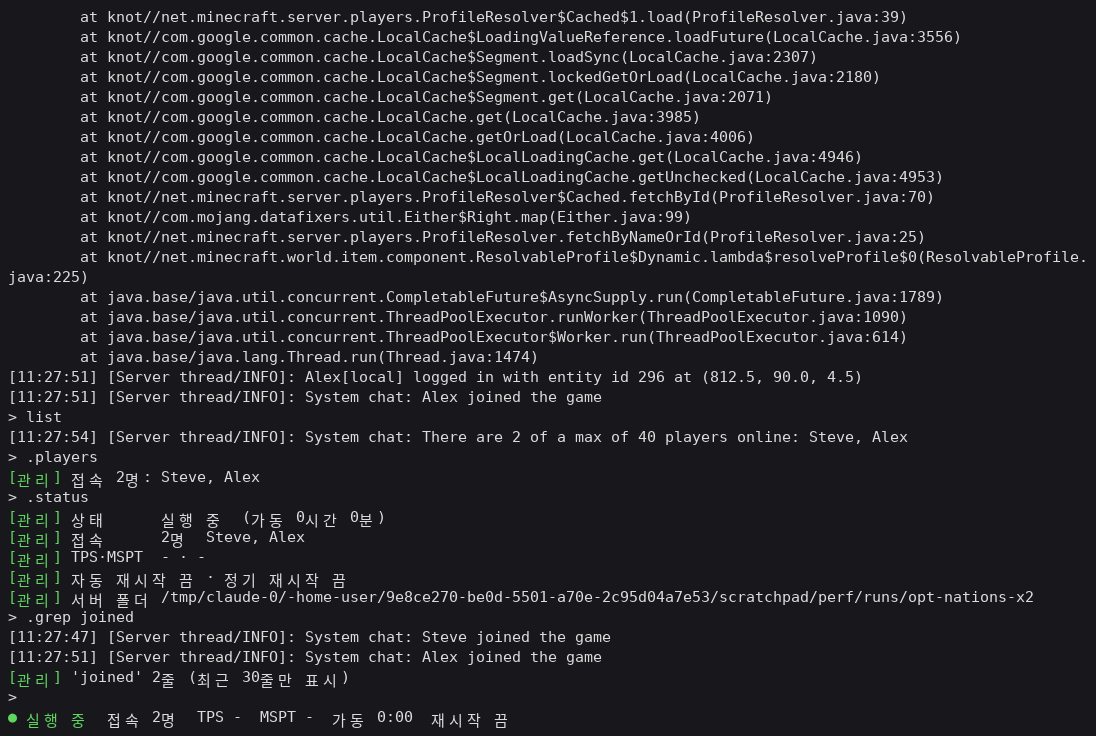 at knot//net.minecraft.server.players.ProfileResolver$Cached$1.load(ProfileResolver.java:39)
at knot//com.google.common.cache.LocalCache$LoadingValueReference.loadFuture(LocalCache.java:3556)
at knot//com.google.common.cache.LocalCache$Segment.loadSync(LocalCache.java:2307)
at knot//com.google.common.cache.LocalCache$Segment.lockedGetOrLoad(LocalCache.java:2180)
at knot//com.google.common.cache.LocalCache$Segment.get(LocalCache.java:2071)
at knot//com.google.common.cache.LocalCache.get(LocalCache.java:3985)
at knot//com.google.common.cache.LocalCache.getOrLoad(LocalCache.java:4006)
at knot//com.google.common.cache.LocalCache$LocalLoadingCache.get(LocalCache.java:4946)
at knot//com.google.common.cache.LocalCache$LocalLoadingCache.getUnchecked(LocalCache.java:4953)
at knot//net.minecraft.server.players.ProfileResolver$Cached.fetchById(ProfileResolver.java:70)
at knot//com.mojang.datafixers.util.Either$Right.map(Either.java:99)
at knot//net.minecraft.server.players.ProfileResolver.fetchByNameOrId(ProfileResolver.java:25)
at knot//net.minecraft.world.item.component.ResolvableProfile$Dynamic.lambda$resolveProfile$0(ResolvableProfile.
java:225)
at java.base/java.util.concurrent.CompletableFuture$AsyncSupply.run(CompletableFuture.java:1789)
at java.base/java.util.concurrent.ThreadPoolExecutor.runWorker(ThreadPoolExecutor.java:1090)
at java.base/java.util.concurrent.ThreadPoolExecutor$Worker.run(ThreadPoolExecutor.java:614)
at java.base/java.lang.Thread.run(Thread.java:1474)
[11:27:51] [Server thread/INFO]: Alex[local] logged in with entity id 296 at (812.5, 90.0, 4.5)
[11:27:51] [Server thread/INFO]: System chat: Alex joined the game
> list
[11:27:54] [Server thread/INFO]: System chat: There are 2 of a max of 40 players online: Steve, Alex
> .players
[관리] 접속 2명: Steve, Alex
> .status
[관리] 상태 실행 중 (가동 0시간 0분)
[관리] 접속 2명 Steve, Alex
[관리] TPS·MSPT - · -
[관리] 자동 재시작 끔 · 정기 재시작 끔
[관리] 서버 폴더 /tmp/claude-0/-home-user/9e8ce270-be0d-5501-a70e-2c95d04a7e53/scratchpad/perf/runs/opt-nations-x2
> .grep joined
[11:27:47] [Server thread/INFO]: System chat: Steve joined the game
[11:27:51] [Server thread/INFO]: System chat: Alex joined the game
[관리] 'joined' 2줄 (최근 30줄만 표시)
>
● 실행 중 접속 2명 TPS - MSPT - 가동 0:00 재시작 끔